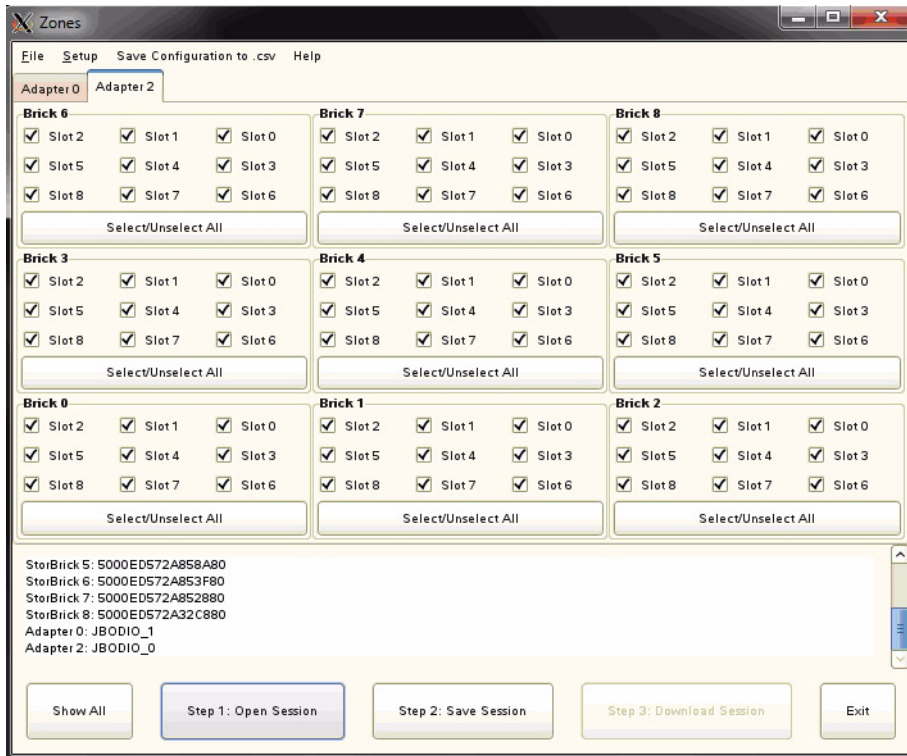 Zones
File Setup Save Configuration to .csv Help
Adapter 0 Adapter 2
Brick 6 Brick 7 Brick 8
Slot 2 Slot 1 Slot 0 Slot 2 Slot 1 Slot 0 Slot 2 Slot 1 Slot 0
Slot 5 Slot 4 Slot 3 Slot 5 Slot 4 Slot 3 Slot 5 Slot 4 Slot 3
Slot 8 Slot 7 Slot 6 Slot 8 Slot 7 Slot 6 Slot 8 Slot 7 Slot 6
Select/Unselect All Select/Unselect All Select/Unselect All
Brick 3 Brick 4 Brick 5
Slot 2 Slot 1 Slot 0 Slot 2 Slot 1 Slot 0 Slot 2 Slot 1 Slot 0
Slot 5 Slot 4 Slot 3 Slot 5 Slot 4 Slot 3 Slot 5 Slot 4 Slot 3
Slot 8 Slot 7 Slot 6 Slot 8 Slot 7 Slot 6 Slot 8 Slot 7 Slot 6
Select/Unselect All Select/Unselect All Select/Unselect All
Brick 0 Brick 1 Brick 2
Slot 2 Slot 1 Slot 0 Slot 2 Slot 1 Slot 0 Slot 2 Slot 1 Slot 0
Slot 5 Slot 4 Slot 3 Slot 5 Slot 4 Slot 3 Slot 5 Slot 4 Slot 3
Slot 8 Slot 7 Slot 6 Slot 8 Slot 7 Slot 6 Slot 8 Slot 7 Slot 6
Select/Unselect All Select/Unselect All Select/Unselect All
StorBrick 5: 5000ED572A858A80
StorBrick 6: 5000ED572A853F80
StorBrick 7: 5000ED572A852880
StorBrick 8: 5000ED572A32C880
Adapter 0: JBODIO_1
Adapter 2: JBODIO_0
Show All Step 1: Open Session Step 2: Save Session Step 3: Download Session Exit